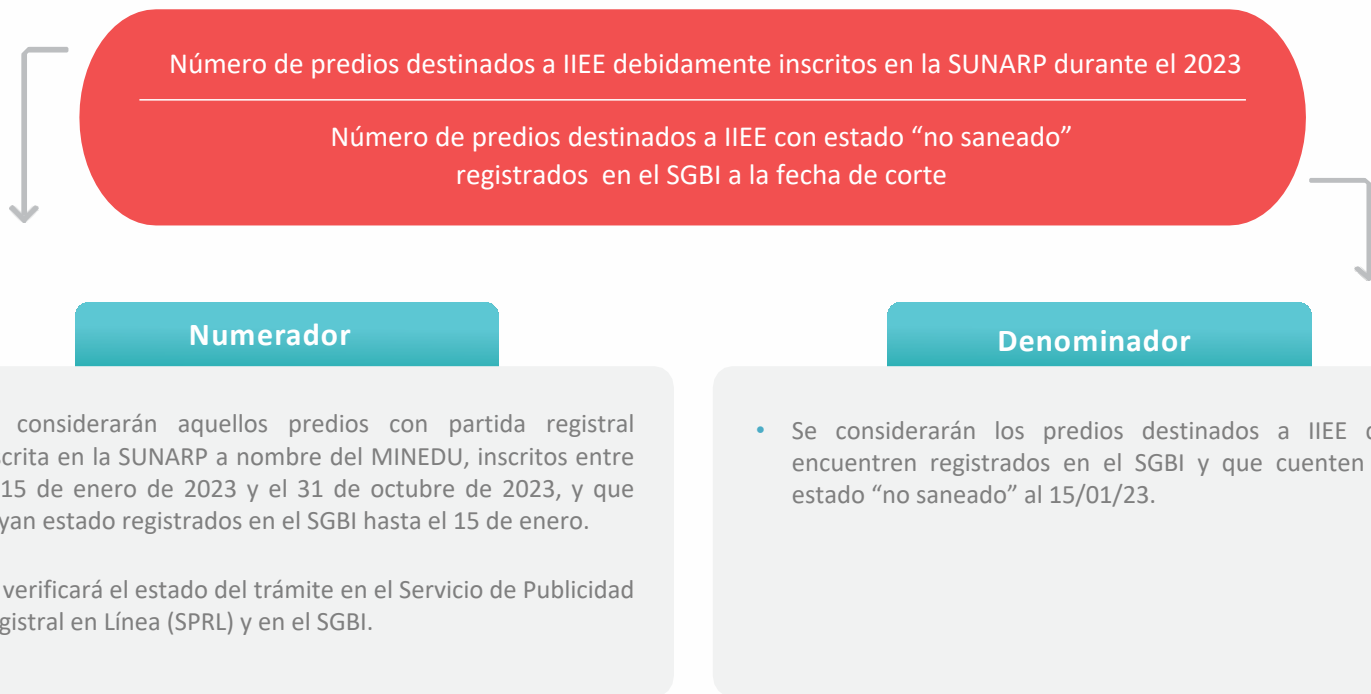 Número de predios destinados a IIEE debidamente inscritos en la SUNARP durante el 2023
Número de predios destinados a IIEE con estado “no saneado”
registrados en el SGBI a la fecha de corte
Numerador
considerarán aquellos predios con partida registral
scrita en la SUNARP a nombre del MINEDU, inscritos entre
15 de enero de 2023 y el 31 de octubre de 2023, y que
yan estado registrados en el SGBI hasta el 15 de enero.
verificará el estado del trámite en el Servicio de Publicidad
gistral en Línea (SPRL) y en el SGBI.
Denominador
• Se considerarán los predios destinados a IIEE
encuentren registrados en el SGBI y que cuenten
estado “no saneado” al 15/01/23.